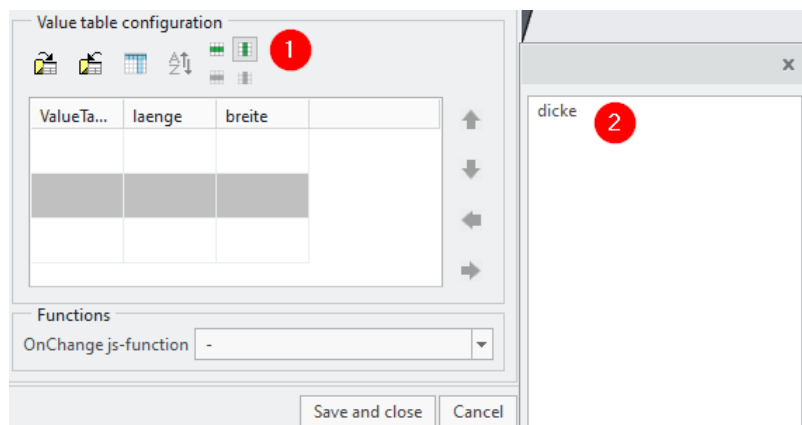 Value table configuration
1
ValueTa... laenge breite
Functions
OnChange js-function -
Save and close Cancel
x
dicke 2